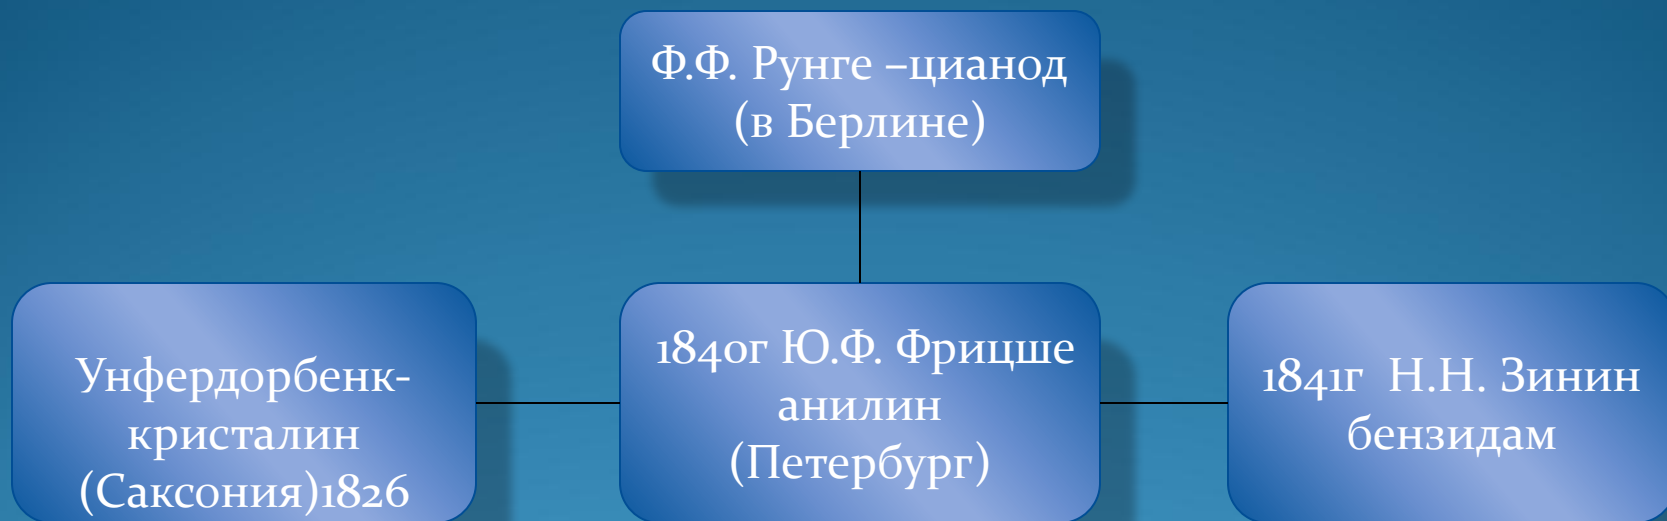 Ф.Ф. Рунге –цианод
(в Берлине)
Унфердорбенк-
кристалин
(Саксония)1826
1840г Ю.Ф. Фрицше
анилин
(Петербург)
1841г Н.Н. Зинин
бензидам